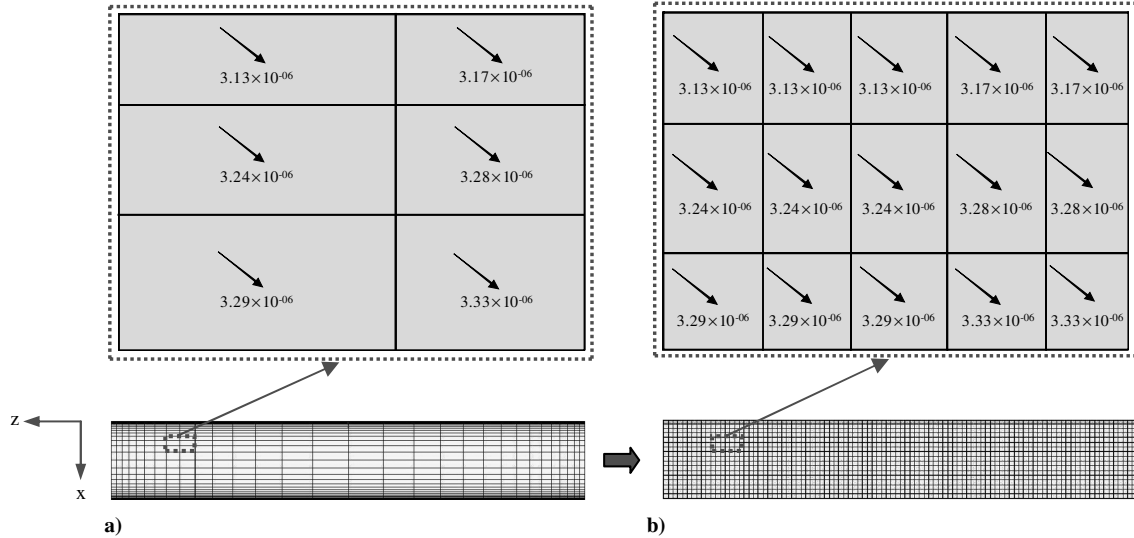 3.13×10⁻⁰⁶ 3.17×10⁻⁰⁶
3.24×10⁻⁰⁶ 3.28×10⁻⁰⁶
3.29×10⁻⁰⁶ 3.33×10⁻⁰⁶
z
x
a)
3.13×10⁻⁰⁶ 3.13×10⁻⁰⁶ 3.13×10⁻⁰⁶ 3.17×10⁻⁰⁶ 3.17×10⁻⁰⁶
3.24×10⁻⁰⁶ 3.24×10⁻⁰⁶ 3.24×10⁻⁰⁶ 3.28×10⁻⁰⁶ 3.28×10⁻⁰⁶
3.29×10⁻⁰⁶ 3.29×10⁻⁰⁶ 3.29×10⁻⁰⁶ 3.33×10⁻⁰⁶ 3.33×10⁻⁰⁶
b)